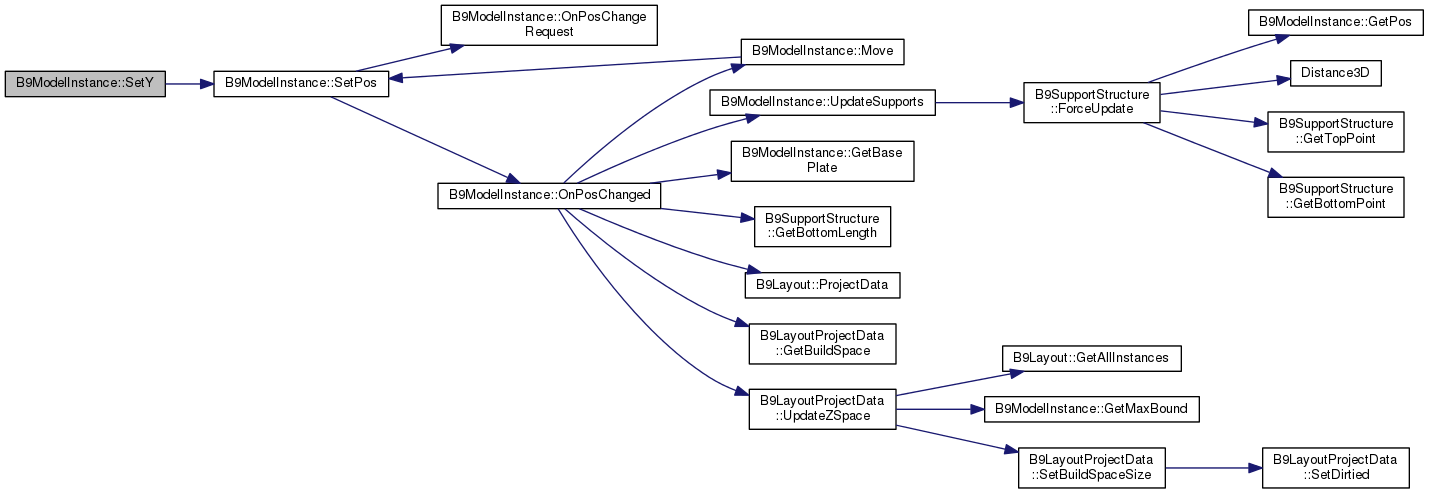 B9ModelInstance::SetY
B9ModelInstance::SetPos
B9ModelInstance::OnPosChange
Request
B9ModelInstance::OnPosChanged
B9ModelInstance::Move
B9ModelInstance::UpdateSupports
B9ModelInstance::GetBase
Plate
B9SupportStructure
::GetBottomLength
B9Layout::ProjectData
B9LayoutProjectData
::GetBuildSpace
B9LayoutProjectData
::UpdateZSpace
B9SupportStructure
::ForceUpdate
B9ModelInstance::GetPos
Distance3D
B9SupportStructure
::GetTopPoint
B9SupportStructure
::GetBottomPoint
B9Layout::GetAllInstances
B9ModelInstance::GetMaxBound
B9LayoutProjectData
::SetBuildSpaceSize
B9LayoutProjectData
::SetDirtied